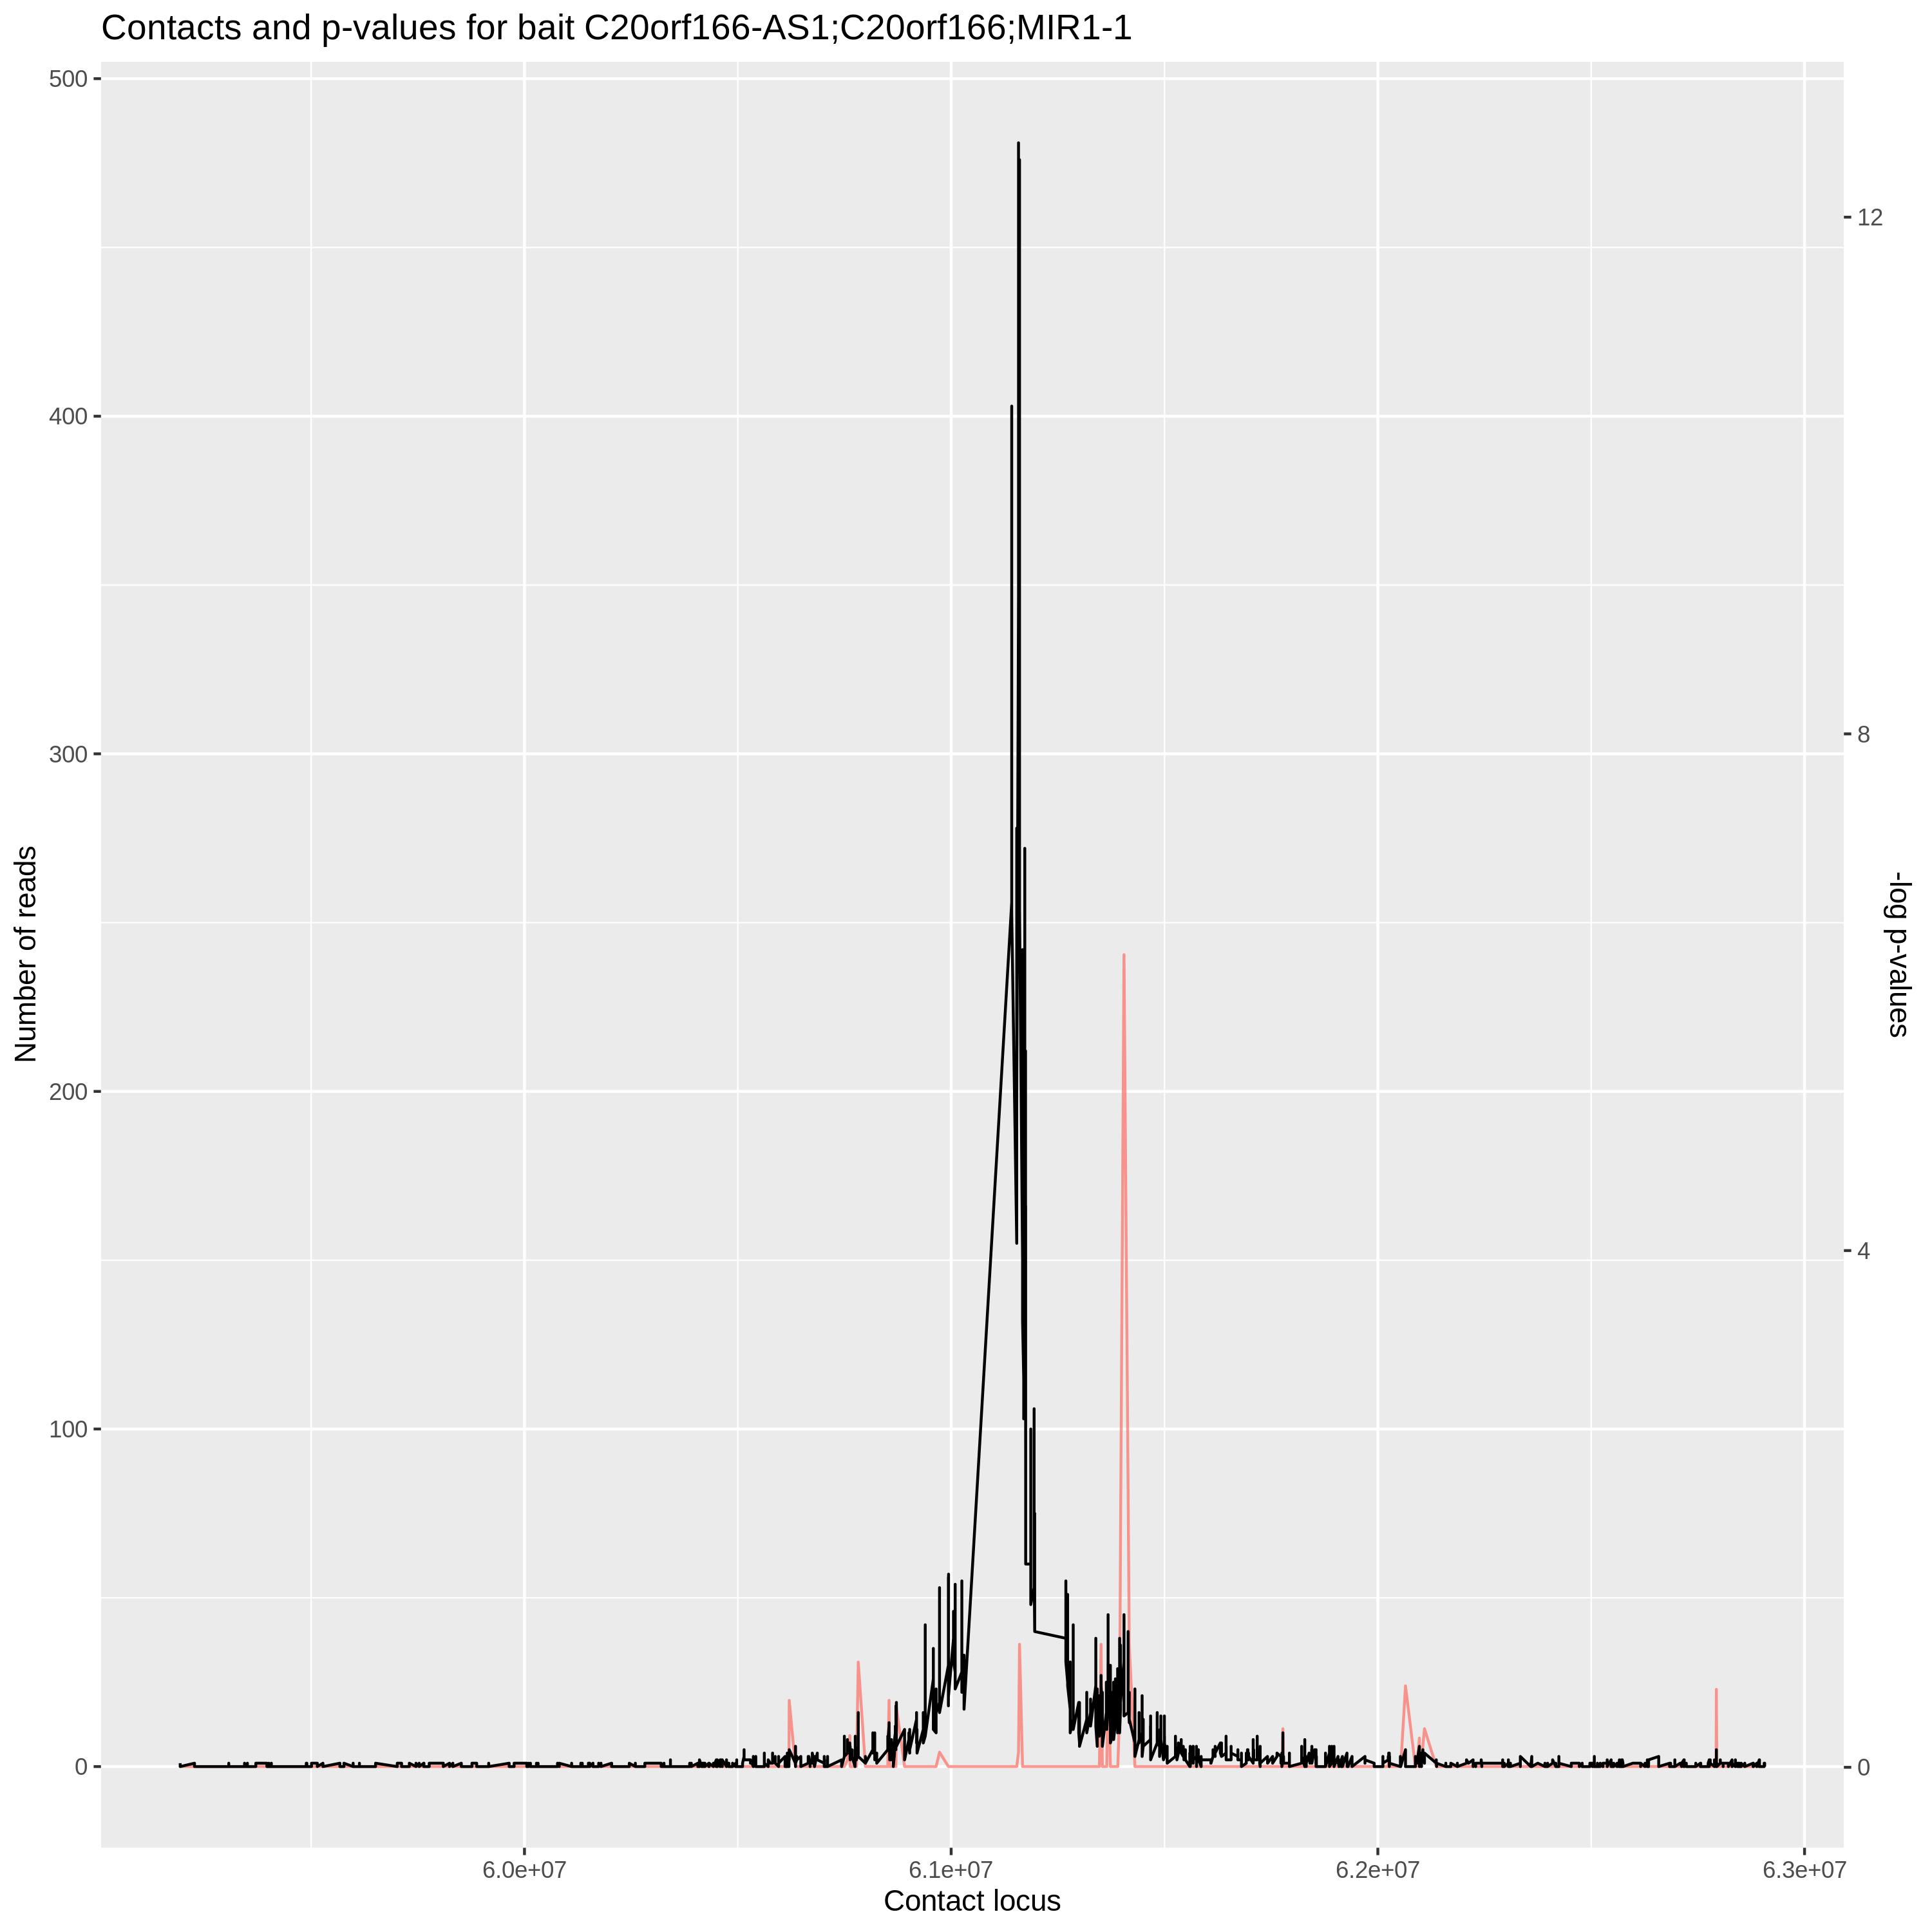 Contacts and p-values for bait C20orf166-AS1;C20orf166;MIR1-1
500
400
300
200
100
0
Number of reads
12
8
4
0
-log p-values
6.0e+07
6.1e+07
6.2e+07
6.3e+07
Contact locus